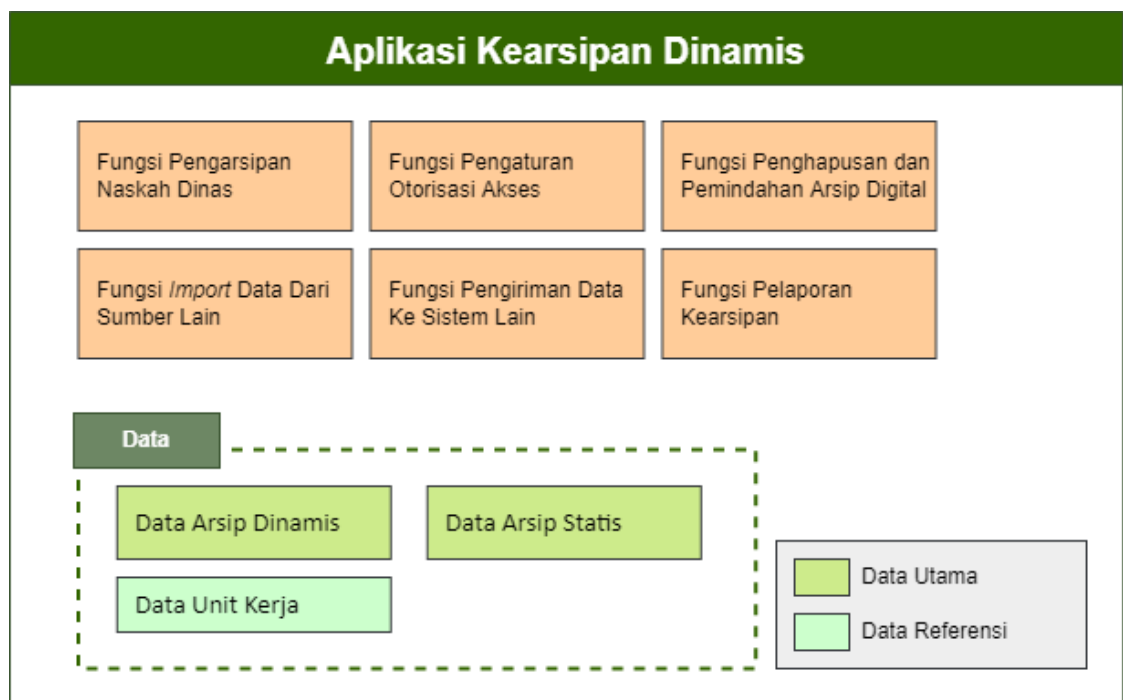 Aplikasi Kearsipan Dinamis
Fungsi Pengarsipan
Naskah Dinas
Fungsi Pengaturan
Otorisasi Akses
Fungsi Penghapusan dan
Pemindahan Arsip Digital
Fungsi Import Data Dari
Sumber Lain
Fungsi Pengiriman Data
Ke Sistem Lain
Fungsi Pelaporan
Kearsipan
Data
Data Arsip Dinamis
Data Arsip Statis
Data Unit Kerja
Data Utama
Data Referensi